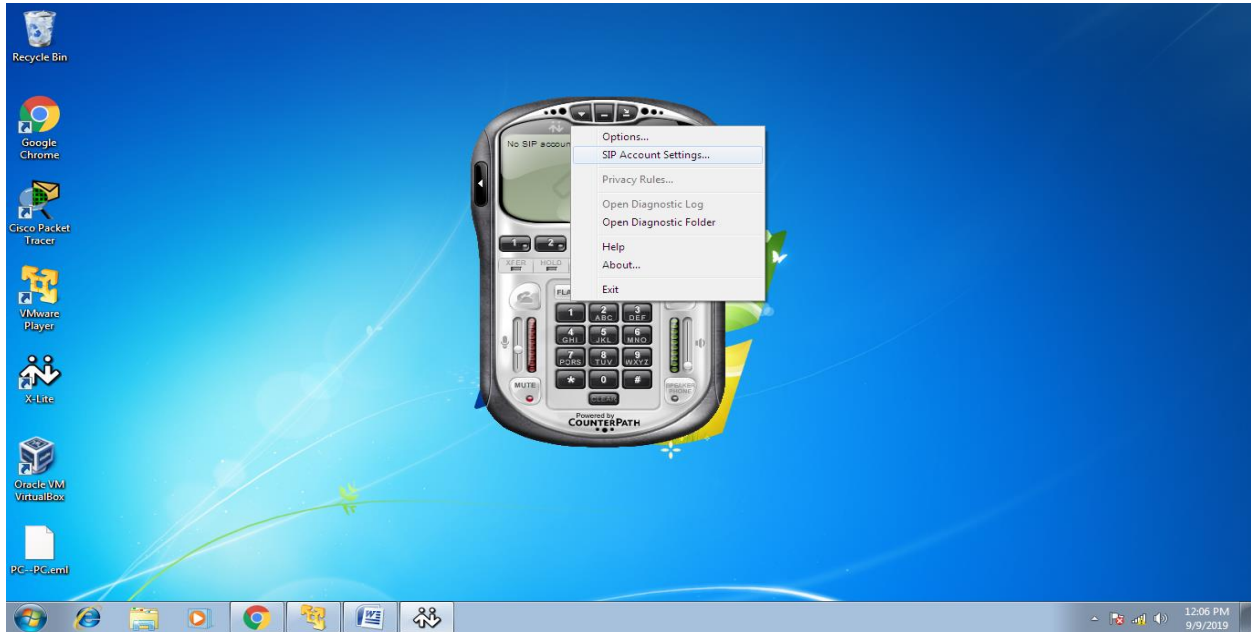 Recycle Bin
Google
Chrome
Cisco Packet
Tracer
VMware
Player
X-Lite
Oracle VM
VirtualBox
PC--PC.eml
No SIP accoun
Options...
SIP Account Settings...
Privacy Rules...
Open Diagnostic Log
Open Diagnostic Folder
Help
About...
Exit
1 2
XFER HOLD
FLA
1 2 ABC 3 DEF
4 GHI 5 JKL 6 MNO
7 PQRS 8 TUV 9 WXYZ
* 0 #
MUTE
SPEAKER
PHONE
CLEAR
Powered by
COUNTERPATH
12:06 PM
9/9/2019